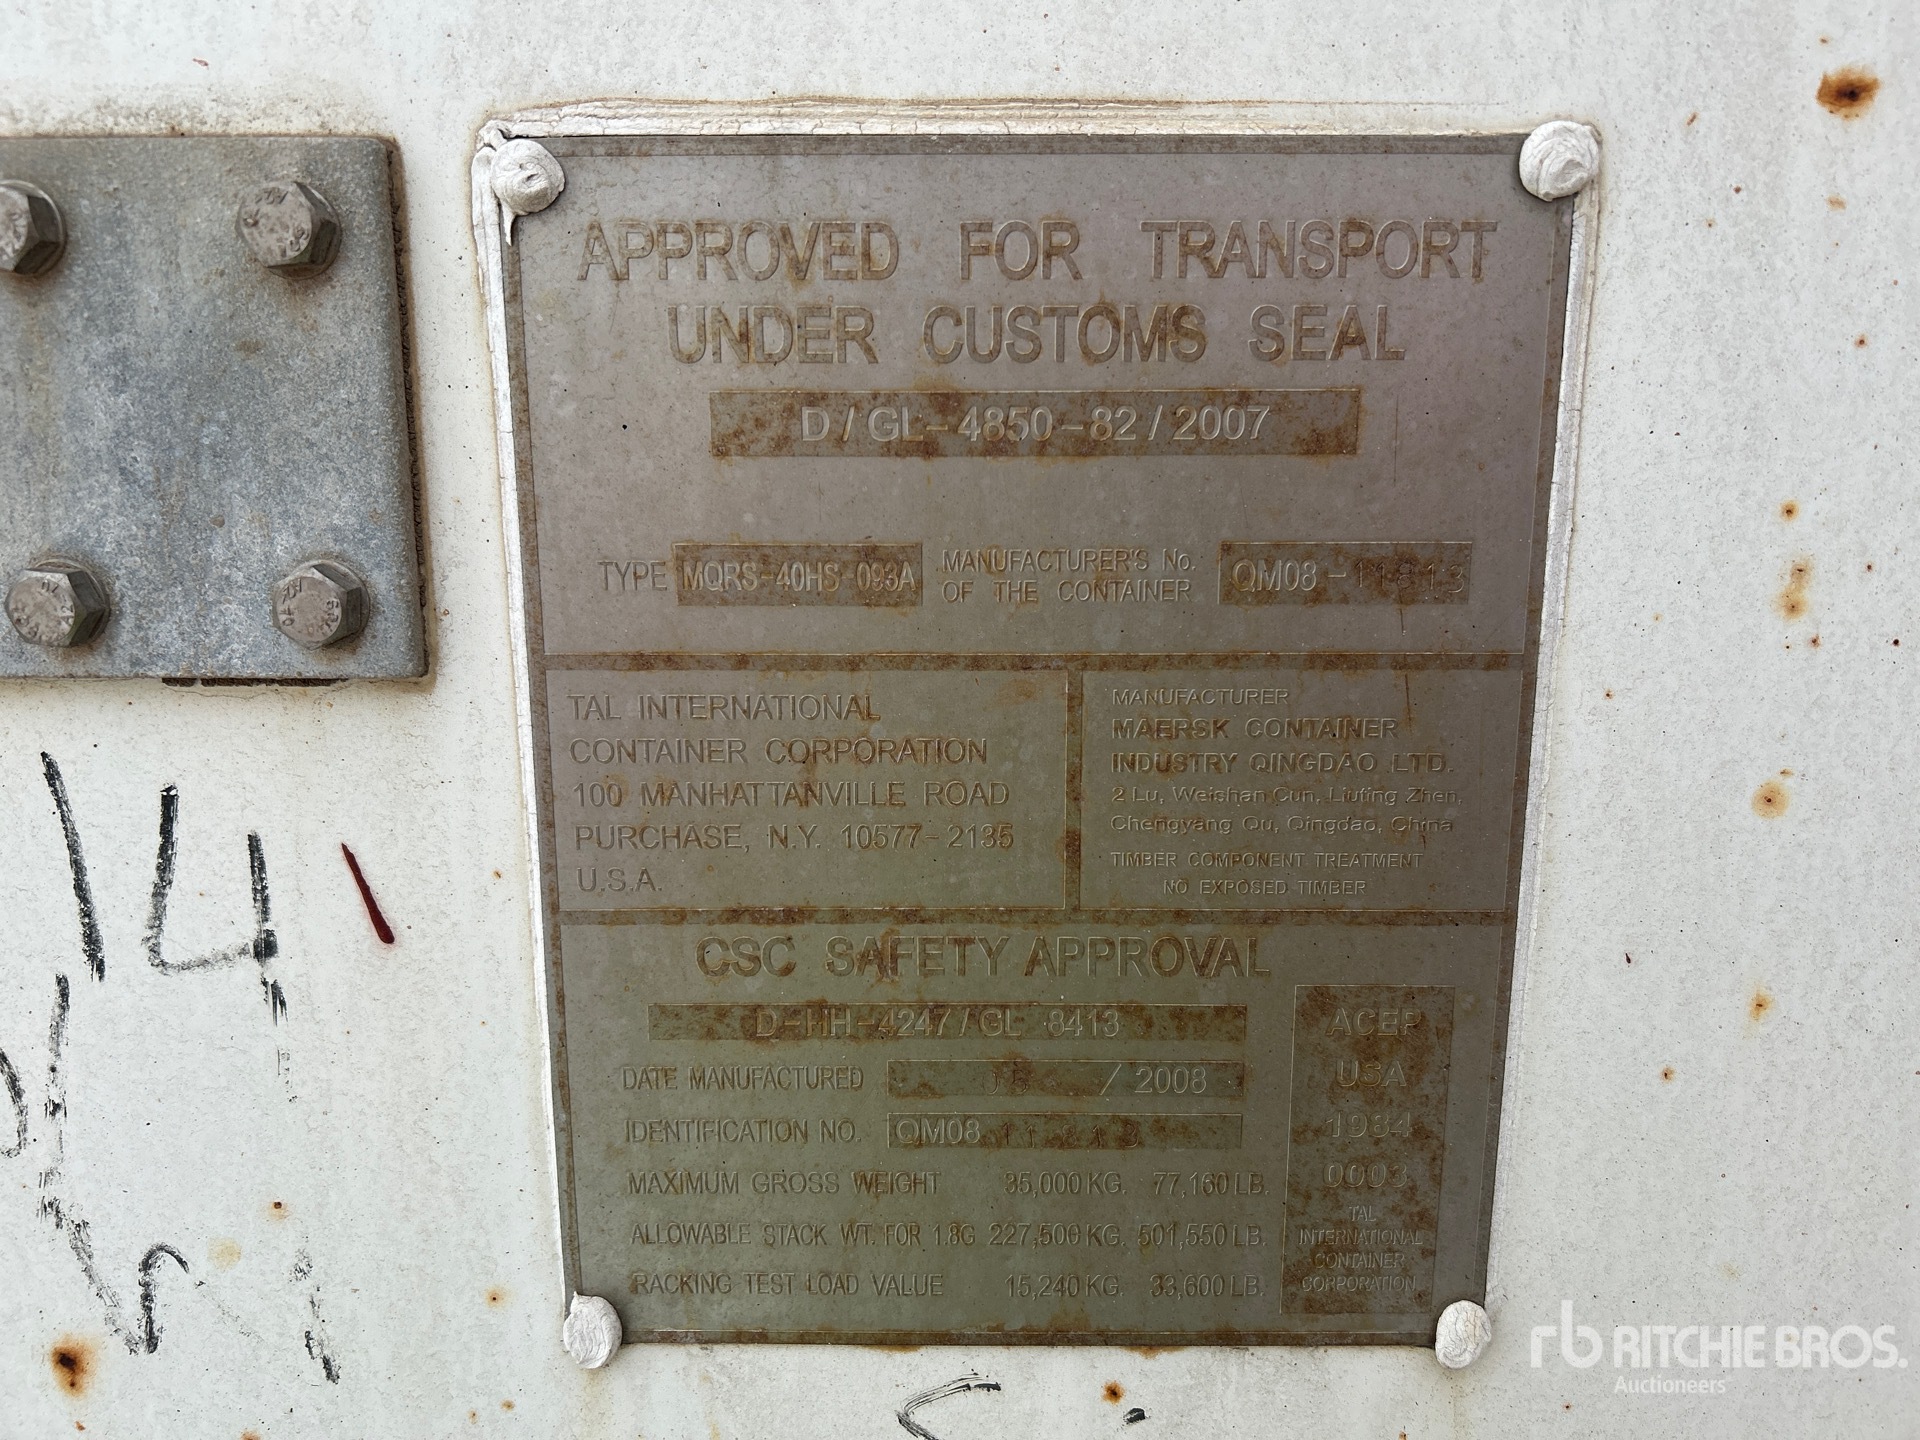 APPROVED FOR TRANSPORT
UNDER CUSTOMS SEAL
D/GL-4850-82/2007
TYPE MQRS-40HS-093A
MANUFACTURER'S No.
OF THE CONTAINER
QM08-11813
TAL INTERNATIONAL
CONTAINER CORPORATION
100 MANHATTANVILLE ROAD
PURCHASE, N.Y. 10577-2135
U.S.A.
MANUFACTURER
MAERSK CONTAINER
INDUSTRY QINGDAO LTD.
2 Lu, Weishan Cun, Liuting Zhen,
Chengyang Qu, Qingdao, China
TIMBER COMPONENT TREATMENT
NO EXPOSED TIMBER
CSC SAFETY APPROVAL
D-HH-4247/GL 8413
DATE MANUFACTURED / 2008
IDENTIFICATION NO. QM08 11813
MAXIMUM GROSS WEIGHT 35,000 KG. 77,160 LB.
ALLOWABLE STACK WT. FOR 1.8G 227,500 KG. 501,550 LB.
RACKING TEST LOAD VALUE 15,240 KG. 33,600 LB.
ACEP
USA
1984
0003
TAL
INTERNATIONAL
CONTAINER
CORPORATION
14
rb RITCHIE BROS.
Auctioneers